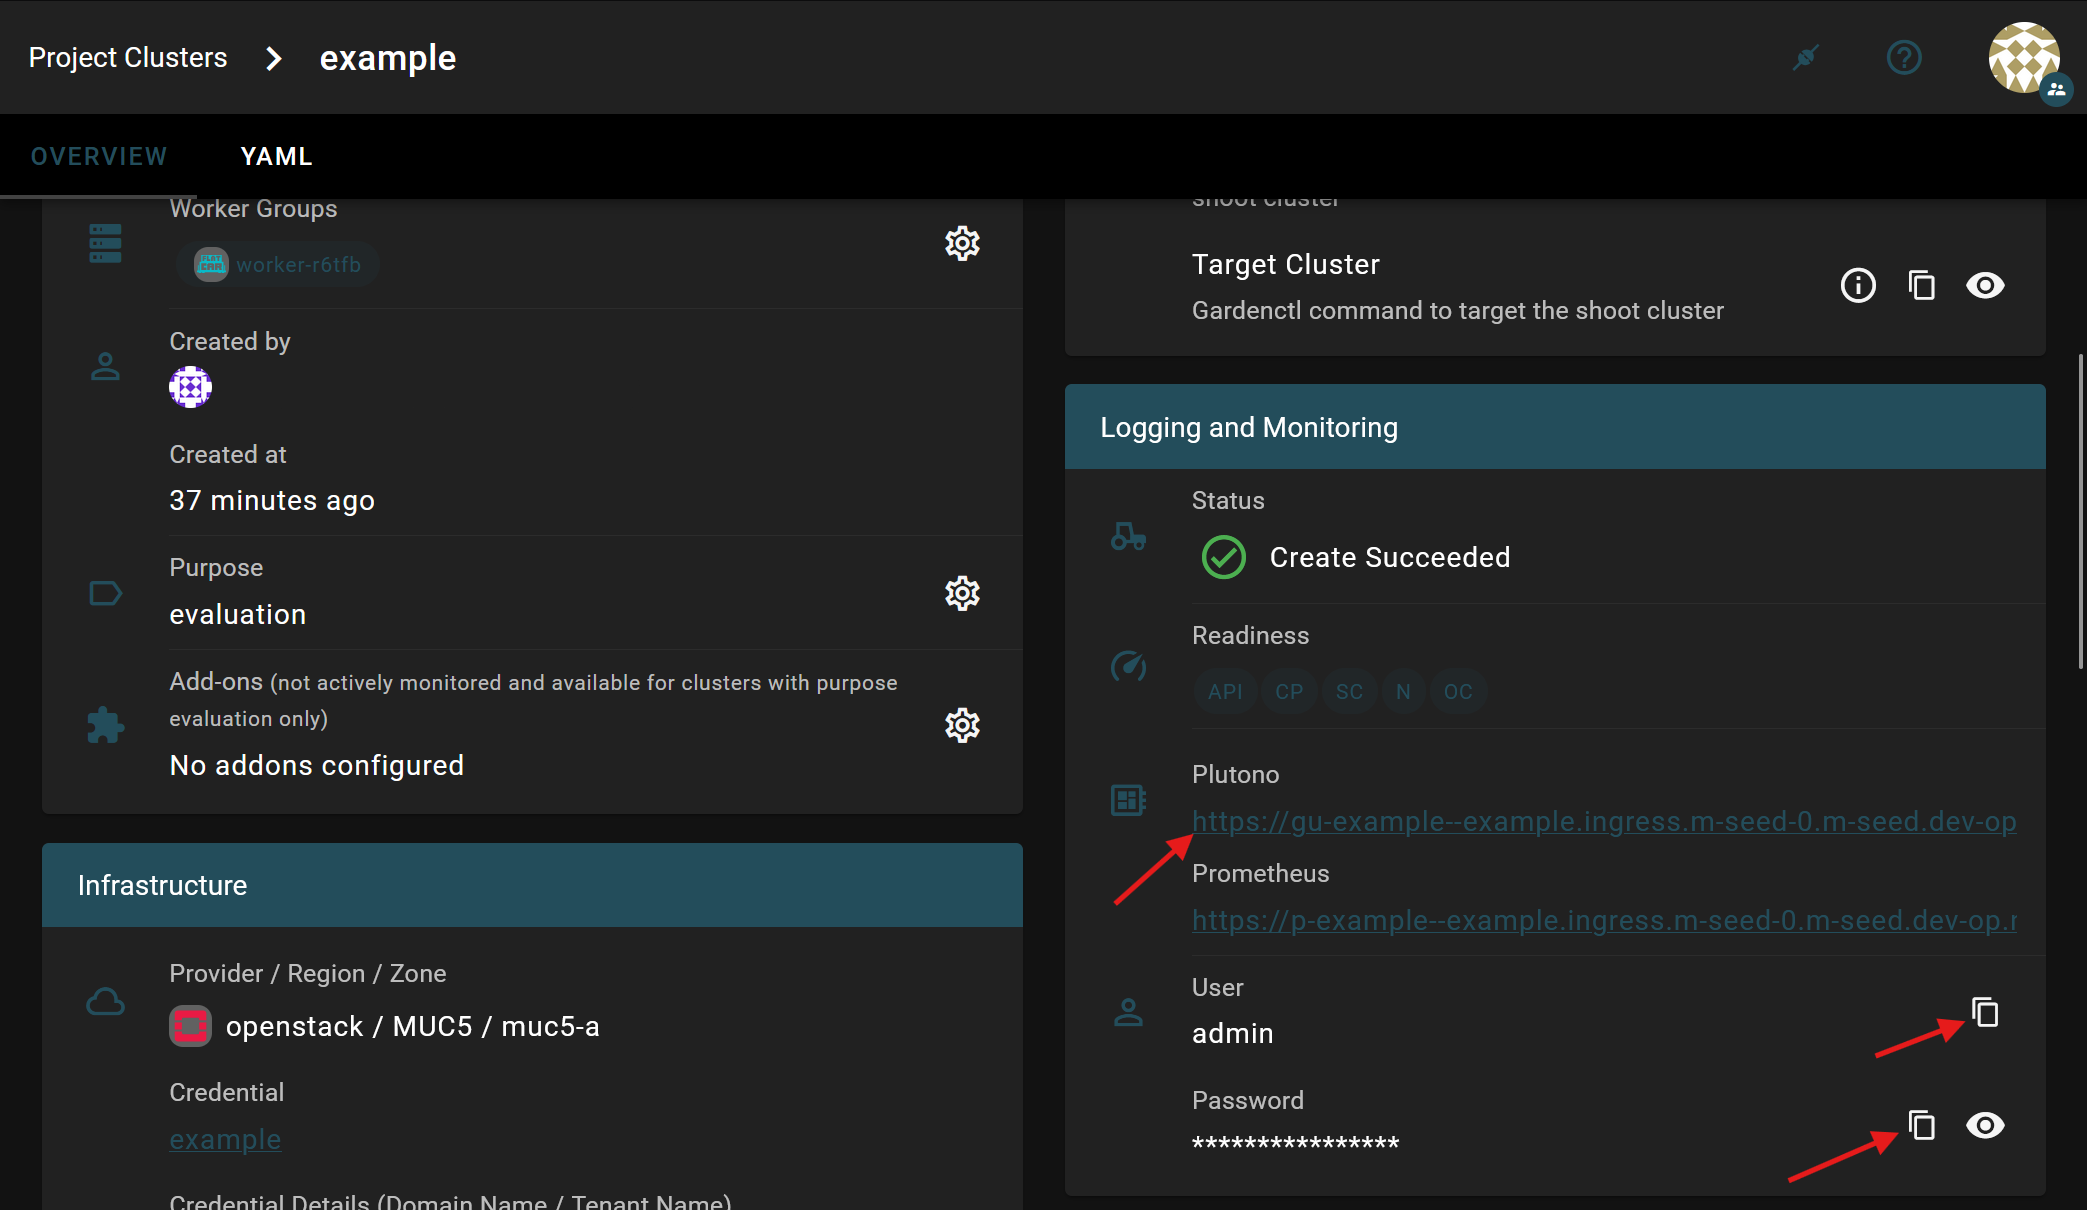 Project Clusters
example
OVERVIEW
YAML
Worker Groups
worker-r6tfb
Created by
Created at
37 minutes ago
Purpose
evaluation
Add-ons (not actively monitored and available for clusters with purpose
evaluation only)
No addons configured
Infrastructure
Provider / Region / Zone
openstack / MUC5 / muc5-a
Credential
example
Credential Details (Domain Name / Tenant Name)
shoot cluster
Target Cluster
Gardenctl command to target the shoot cluster
Logging and Monitoring
Status
Create Succeeded
Readiness
API
CP
SC
N
OC
Plutono
https://gu-example--example.ingress.m-seed-0.m-seed.dev-op
Prometheus
https://p-example--example.ingress.m-seed-0.m-seed.dev-op.r
User
admin
Password
****************